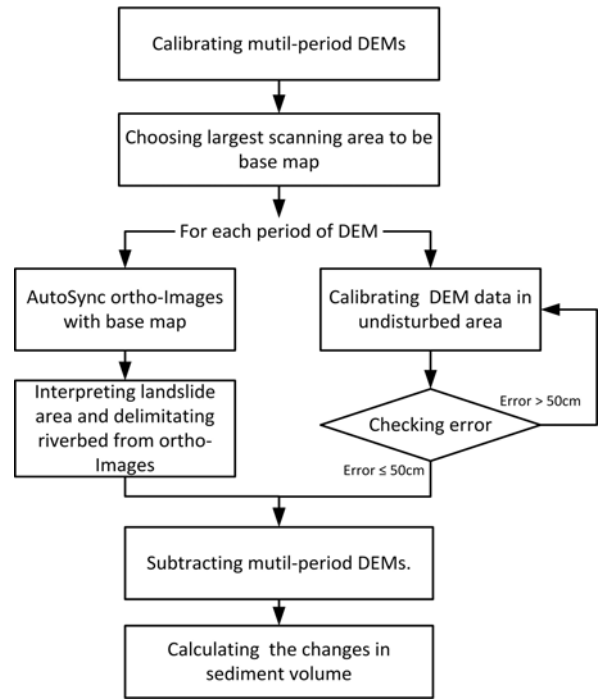 Calibrating mutil-period DEMs
Choosing largest scanning area to be
base map
For each period of DEM
AutoSync ortho-Images
with base map
Calibrating DEM data in
undisturbed area
Interpreting landslide
area and delimitating
riverbed from ortho-
Images
Checking error
Error > 50cm
Error ≤ 50cm
Subtracting mutil-period DEMs.
Calculating the changes in
sediment volume